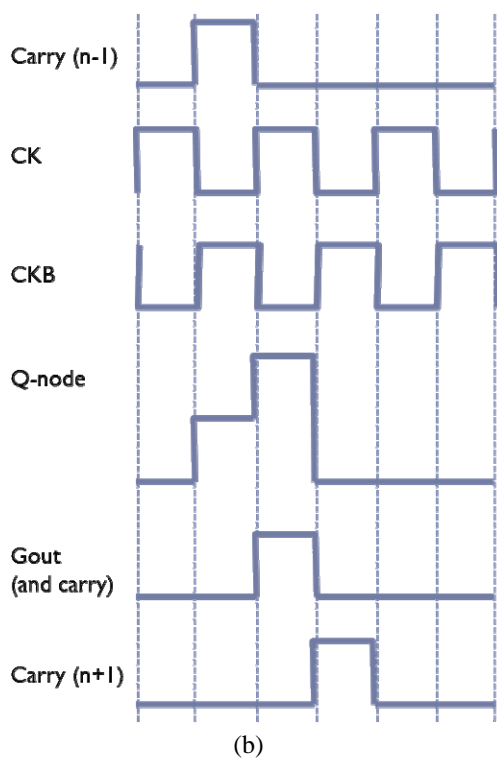 Carry (n-1)
CK
CKB
Q-node
Gout
(and carry)
Carry (n+1)
(b)